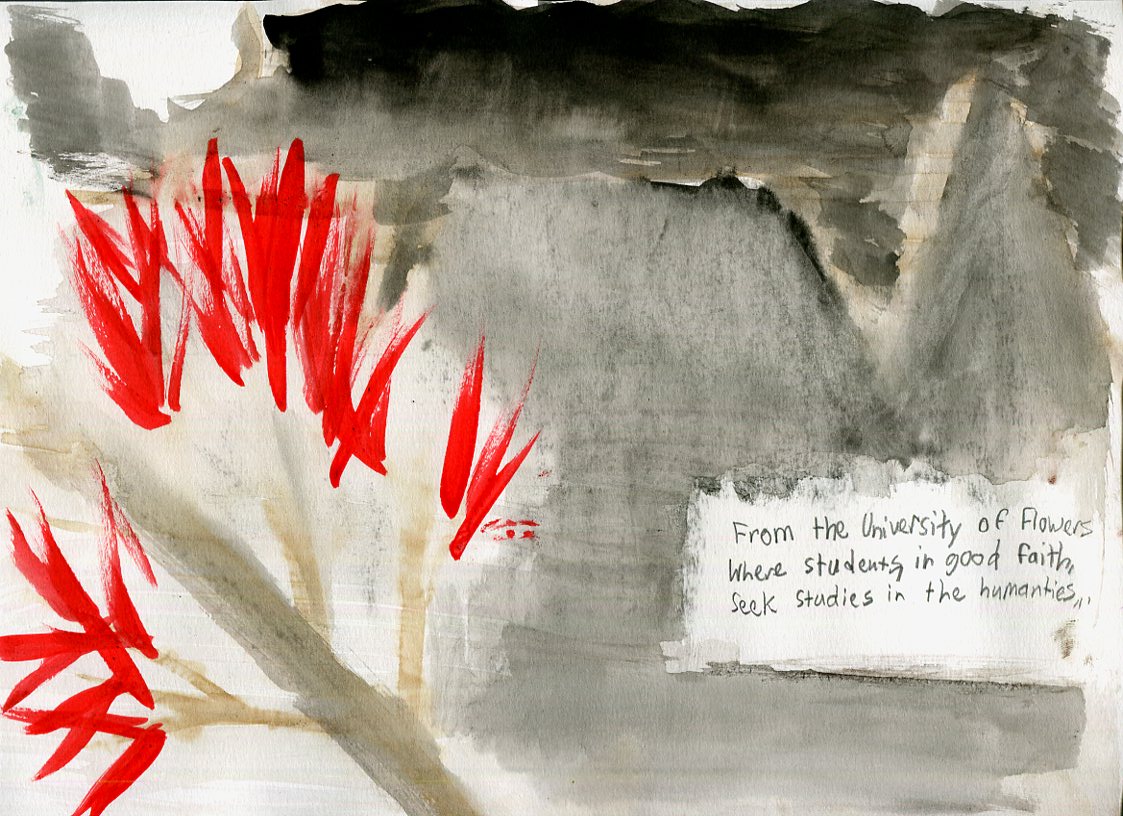 From the University of Flowers
Where students, in good faith,
Seek studies in the humanties,,,